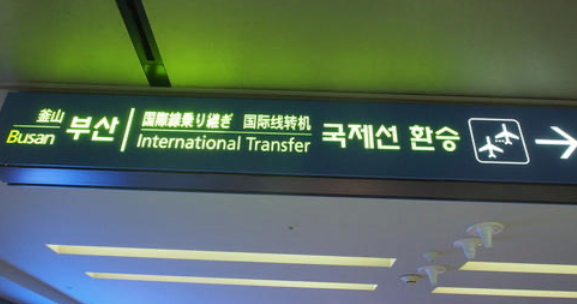 釜山
Busan
부산
国際線乗り継ぎ 国际线转机
International Transfer
국제선 환승